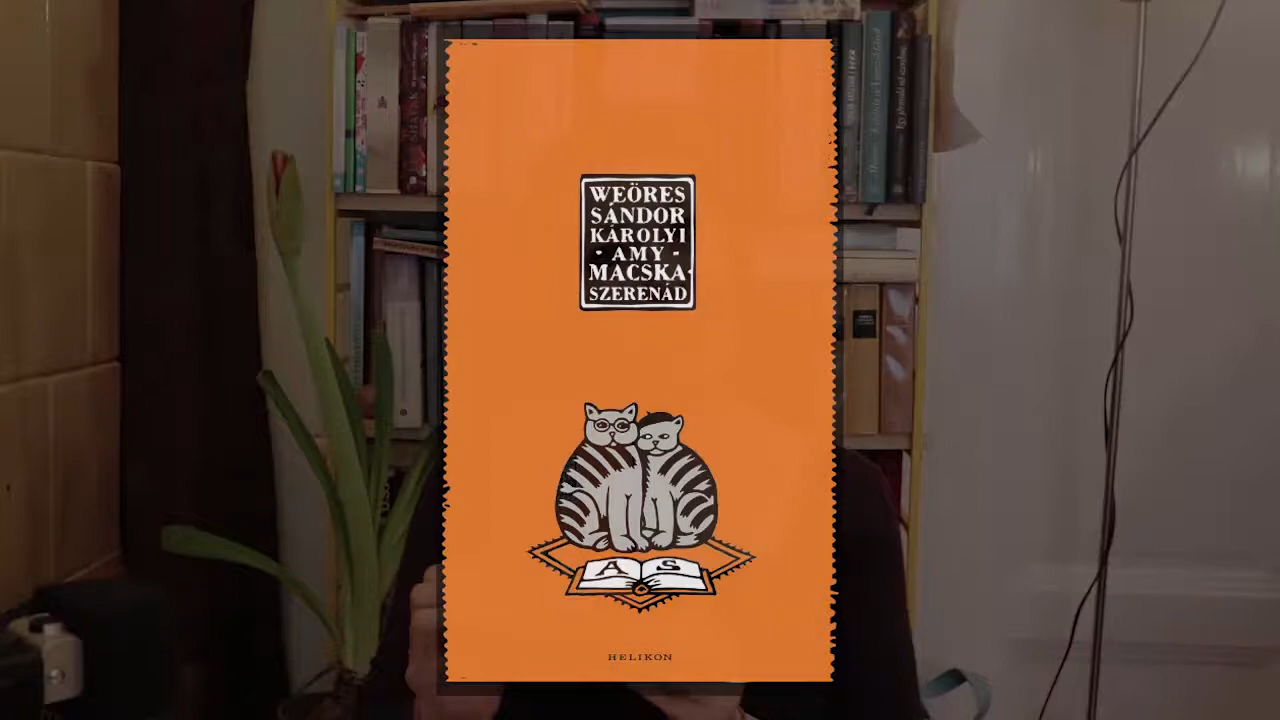 WEÖRES
SÁNDOR
KÁROLYI
· AMY ·
MACSKA-
SZERENÁD
A S
HELIKON